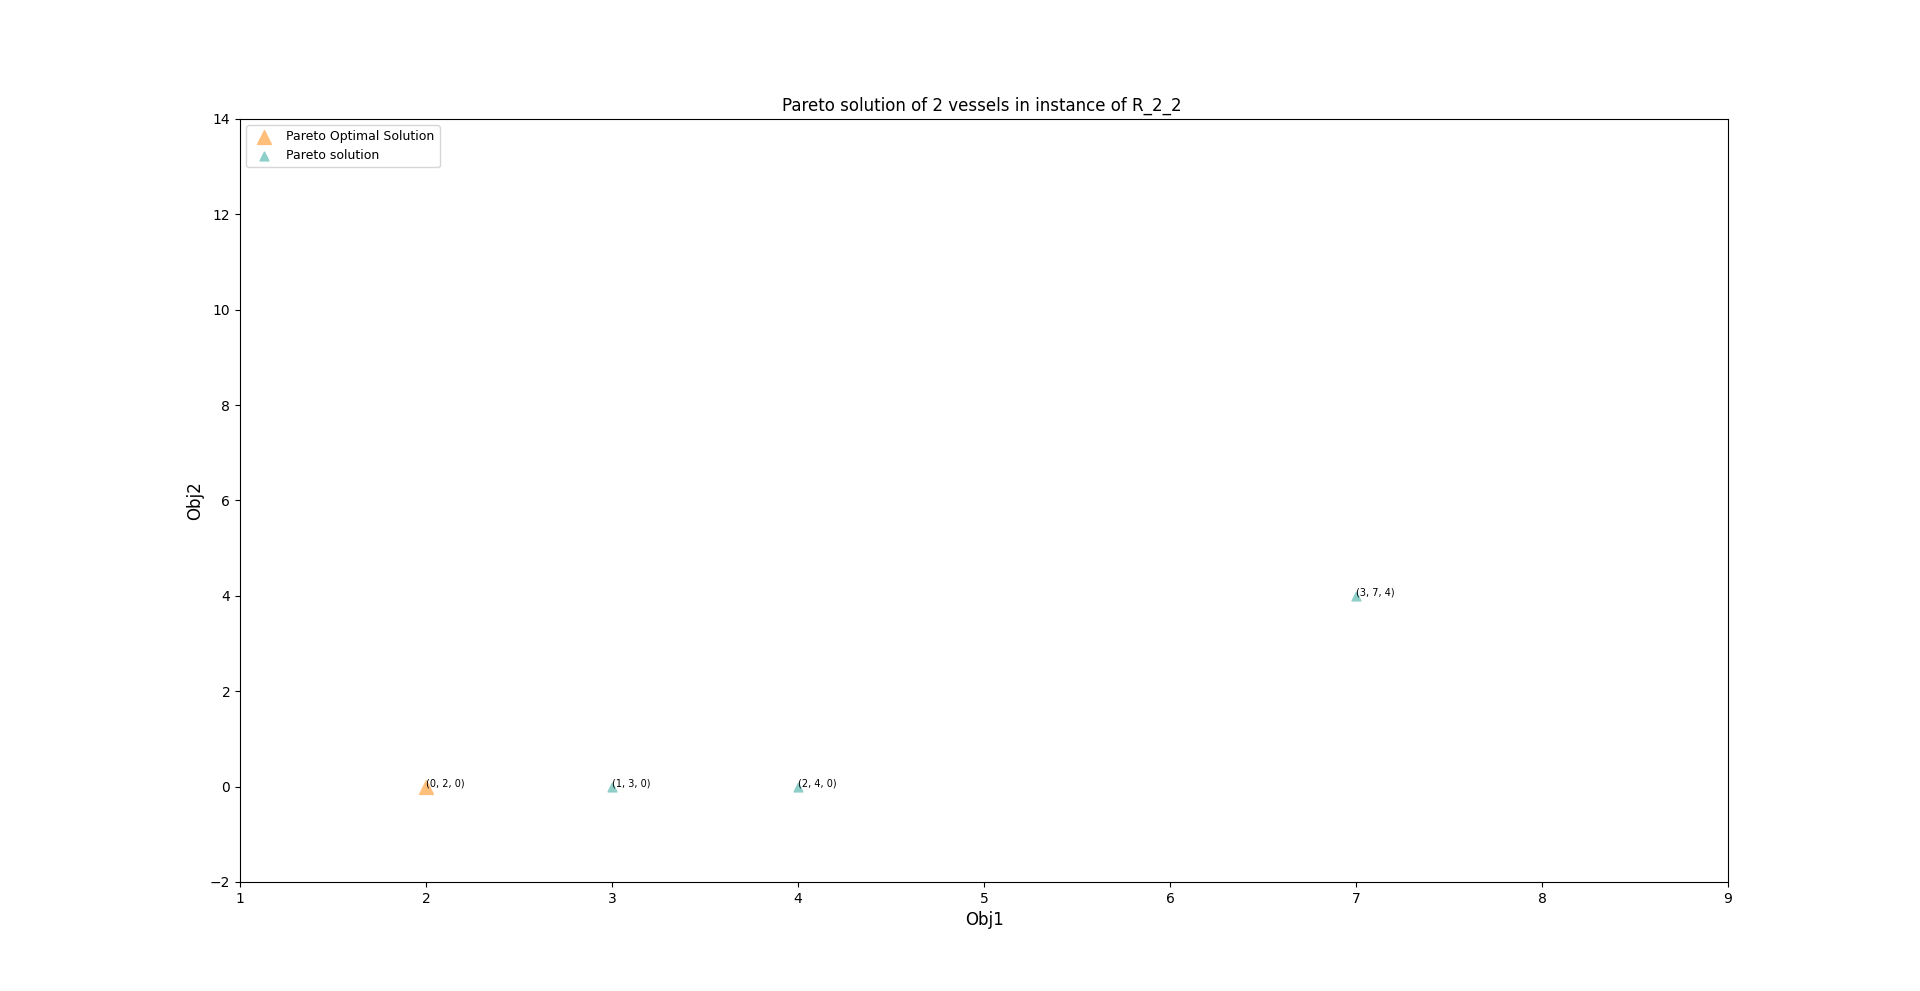 Pareto solution of 2 vessels in instance of R_2_2
14
Pareto Optimal Solution
Pareto solution
12
10
8
6
Obj2
4
(3, 7, 4)
2
0
(0, 2, 0)
(1, 3, 0)
(2, 4, 0)
−2
1 2 3 4 5 6 7 8 9
Obj1